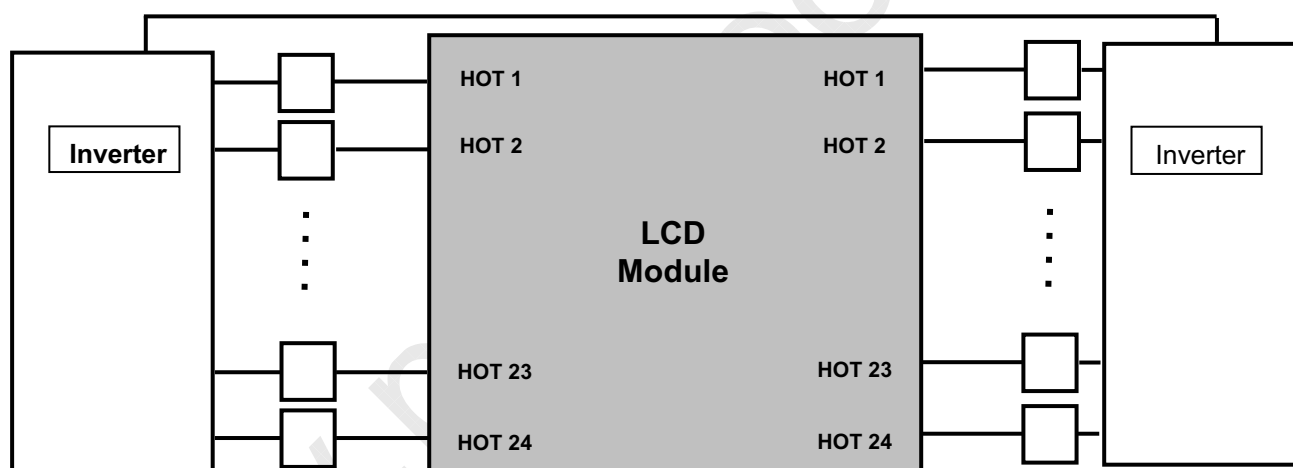 HOT 1 HOT 1
Inverter HOT 2 HOT 2 Inverter
LCD
Module
HOT 23 HOT 23
HOT 24 HOT 24